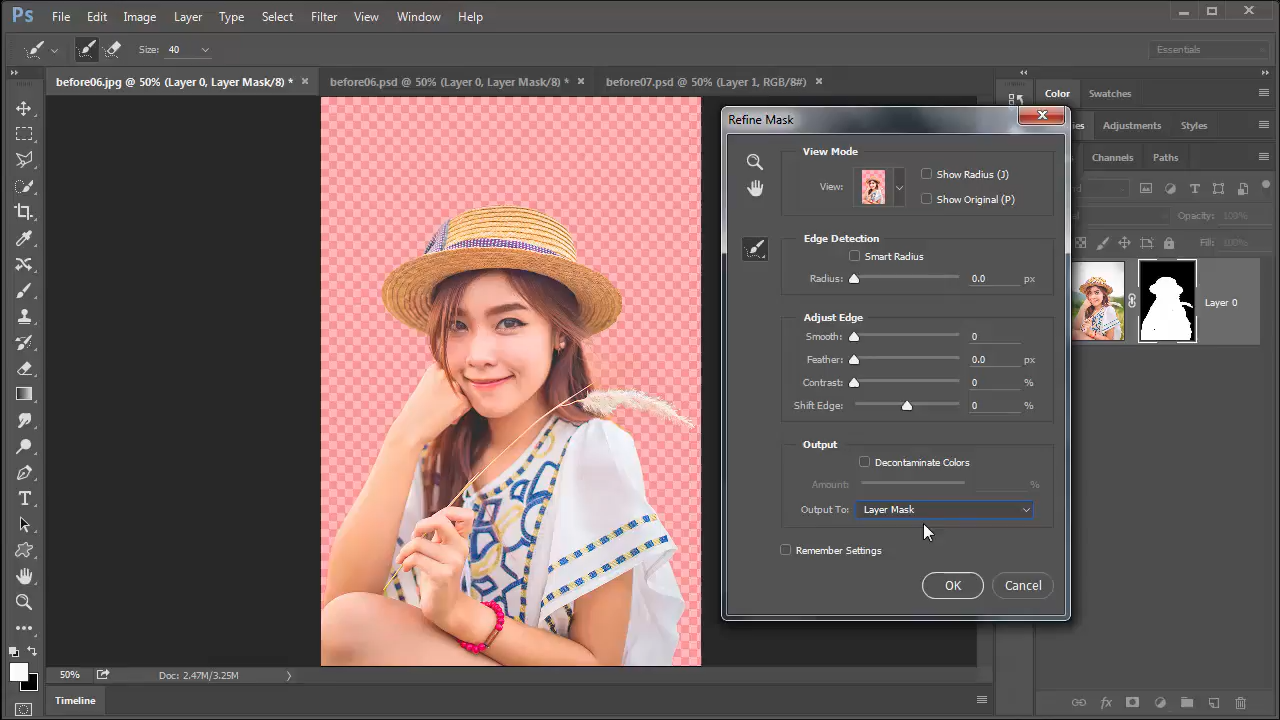 Ps File Edit Image Layer Type Select Filter View Window Help
Size: 40 Essentials
before06.jpg @ 50% (Layer 0, Layer Mask/8) * × before06.psd @ 50% (Layer 0, Layer Mask/8) * × before07.psd @ 50% (Layer 1, RGB/8#) ×
Color Swatches
Adjustments Styles
Channels Paths
Opacity: 100%
Fill: 100%
Layer 0
Refine Mask
View Mode
View:
Show Radius (J)
Show Original (P)
Edge Detection
Smart Radius
Radius: 0.0 px
Adjust Edge
Smooth: 0
Feather: 0.0 px
Contrast: 0 %
Shift Edge: 0 %
Output
Decontaminate Colors
Amount: %
Output To: Layer Mask
Remember Settings
OK Cancel
50% Doc: 2.47M/3.25M
Timeline